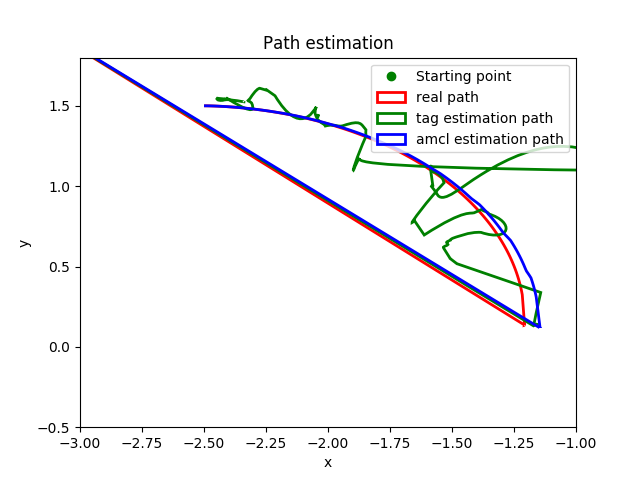 Path estimation
Starting point
real path
tag estimation path
amcl estimation path
y
1.5
1.0
0.5
0.0
−0.5
−3.00 −2.75 −2.50 −2.25 −2.00 −1.75 −1.50 −1.25 −1.00
x